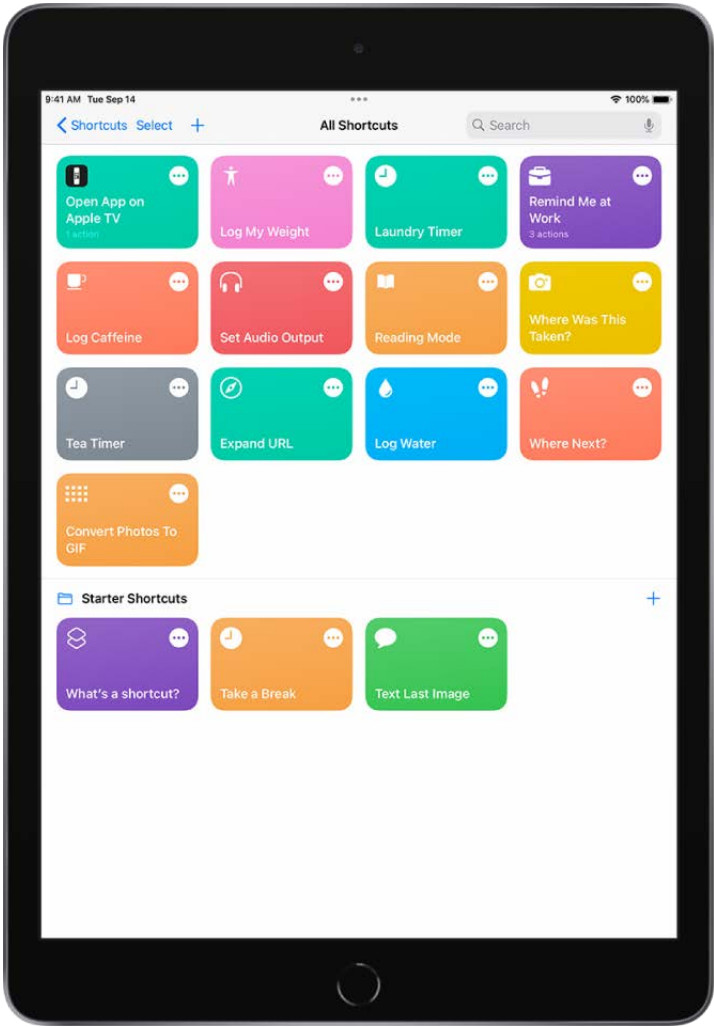 9:41 AM Tue Sep 14
100%
Shortcuts Select +
All Shortcuts
Search
Open App on
Apple TV
1 action
Log My Weight
Laundry Timer
Remind Me at
Work
3 actions
Log Caffeine
Set Audio Output
Reading Mode
Where Was This
Taken?
Tea Timer
Expand URL
Log Water
Where Next?
Convert Photos To
GIF
Starter Shortcuts +
What's a shortcut?
Take a Break
Text Last Image